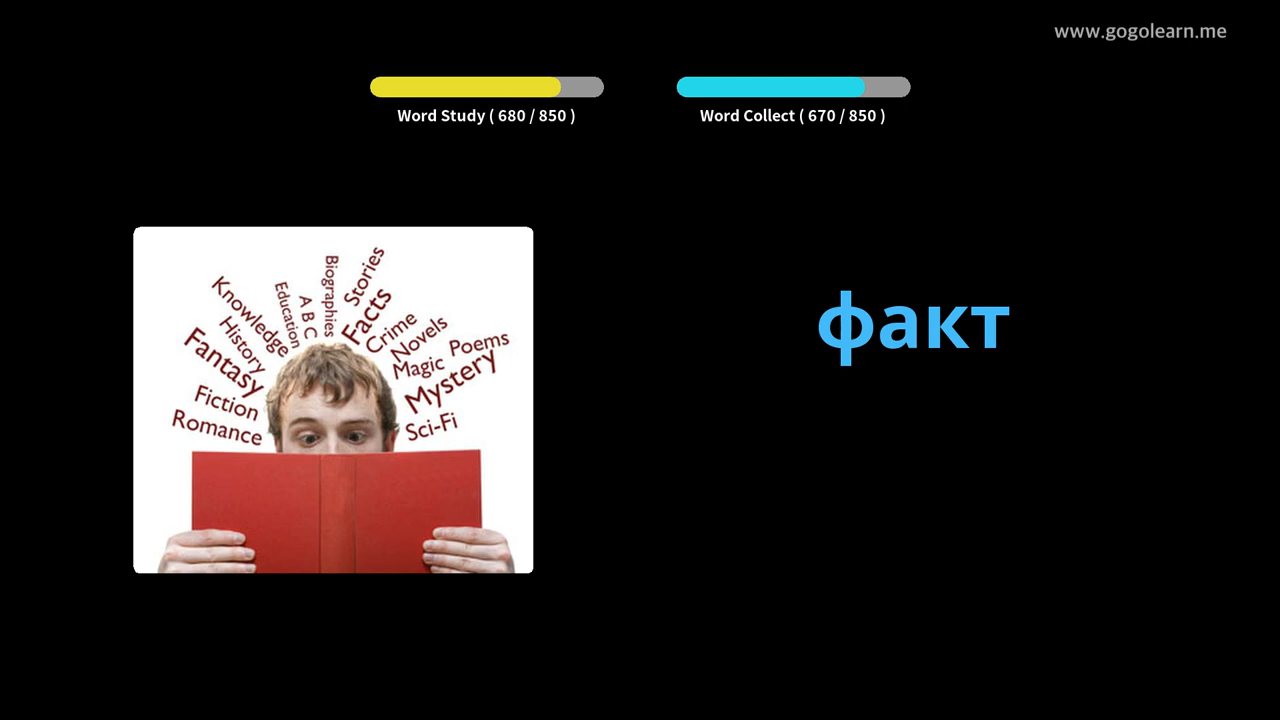 www.gogolearn.me
Word Study ( 680 / 850 )
Word Collect ( 670 / 850 )
факт
Romance
Fiction
Fantasy
History
Knowledge
Education
A B C
Biographies
Stories
Facts
Crime
Novels
Magic
Poems
Mystery
Sci-Fi